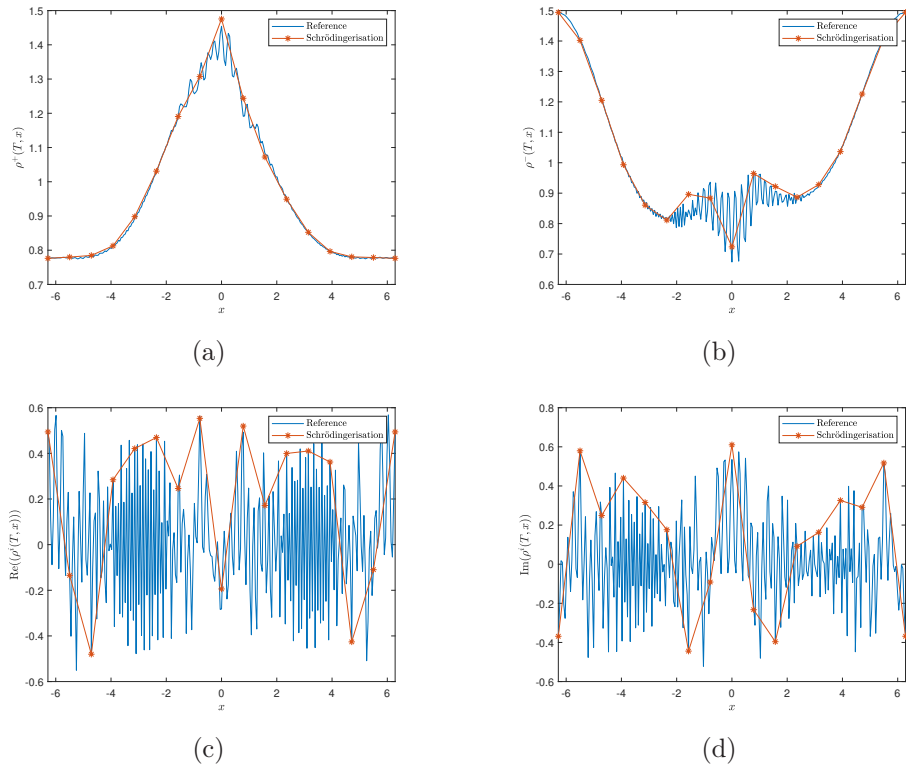 1.5
1.4
1.3
1.2
1.1
1
0.9
0.8
0.7
ρ⁺(T, x)
-6 -4 -2 0 2 4 6
x
Reference
Schrödingerisation
(a)
1.5
1.4
1.3
1.2
1.1
1
0.9
0.8
0.7
0.6
ρ⁻(T, x)
-6 -4 -2 0 2 4 6
x
Reference
Schrödingerisation
(b)
0.6
0.4
0.2
0
-0.2
-0.4
-0.6
Re((ρⁱ(T, x)))
-6 -4 -2 0 2 4 6
x
Reference
Schrödingerisation
(c)
0.8
0.6
0.4
0.2
0
-0.2
-0.4
-0.6
Im(ρⁱ(T, x))
-6 -4 -2 0 2 4 6
x
Reference
Schrödingerisation
(d)